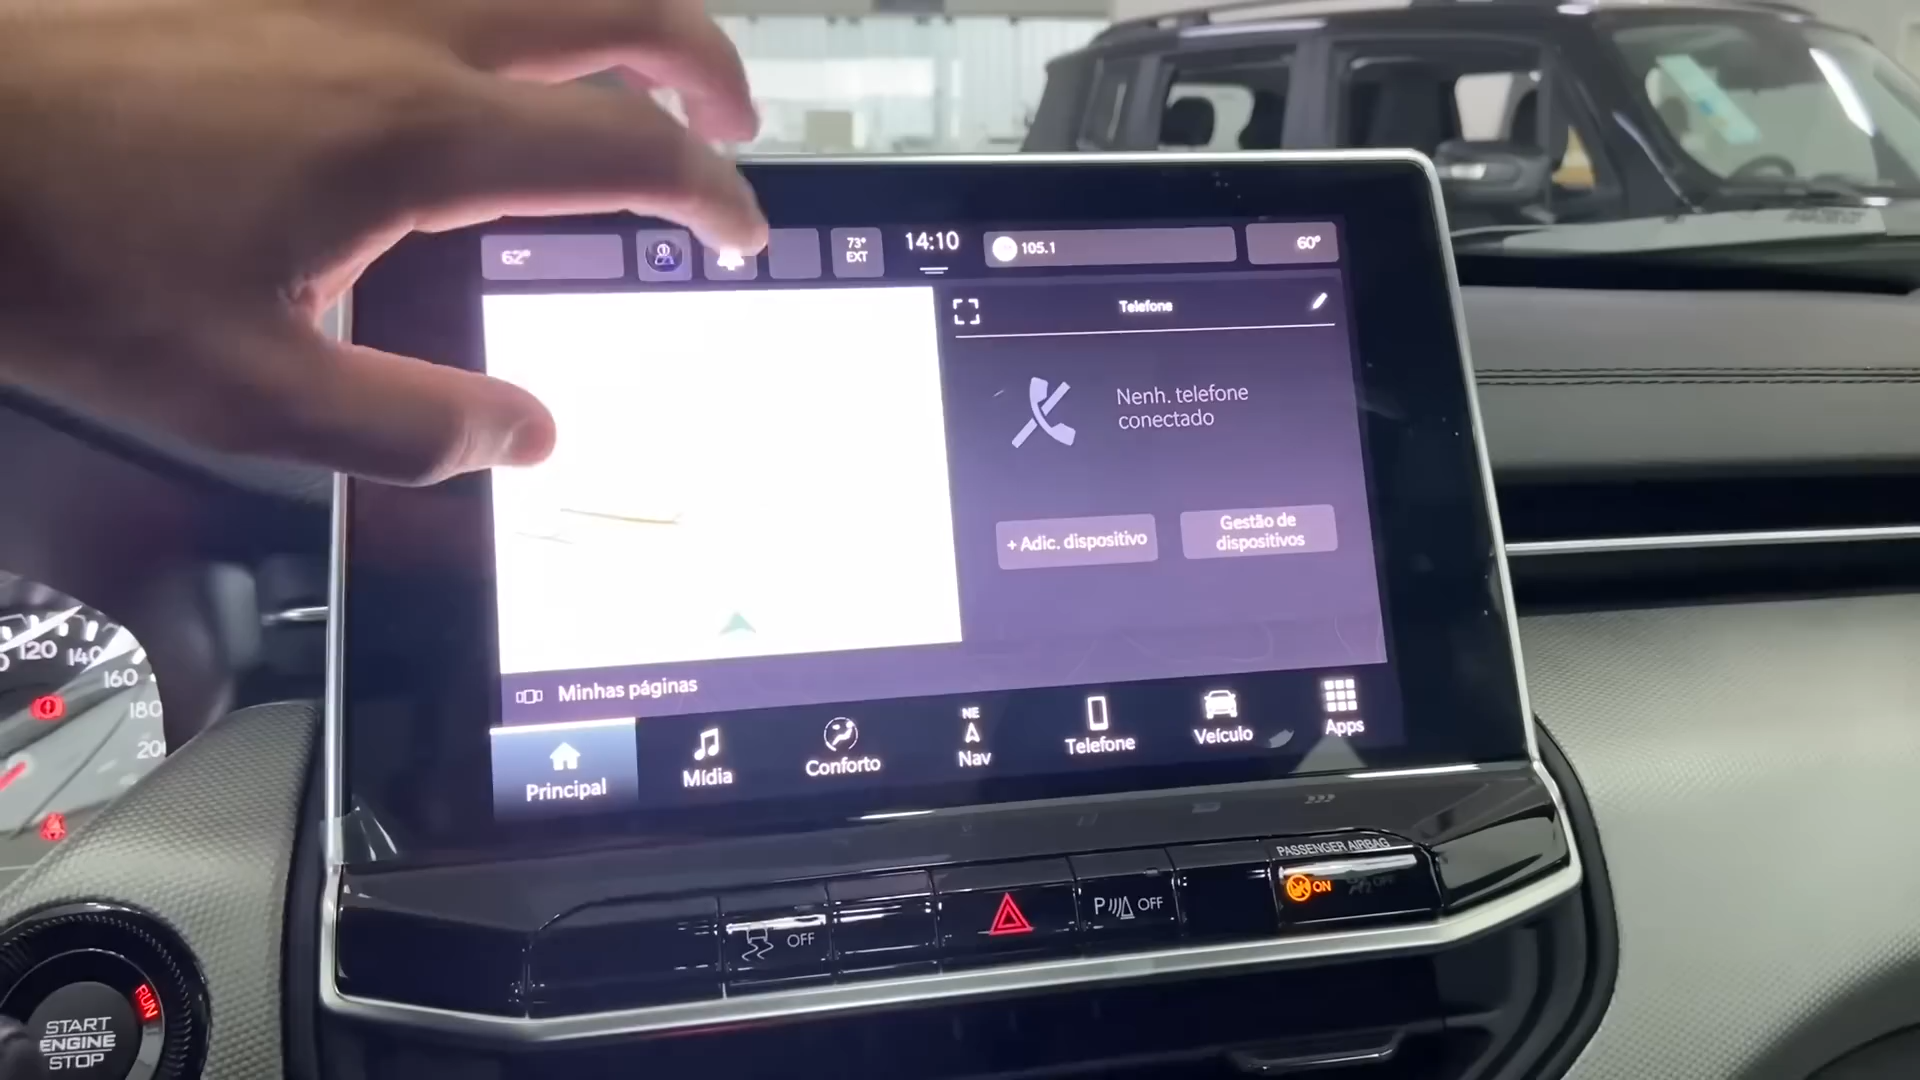 62°
73°
EXT
14:10
105.1
60°
Telefone
Nenh. telefone
conectado
+ Adic. dispositivo
Gestão de
dispositivos
Minhas páginas
Principal
Mídia
Conforto
NE
Nav
Telefone
Veículo
Apps
120
140
160
180
OFF
P OFF
PASSENGER AIRBAG
ON
OFF
RUN
START
ENGINE
STOP